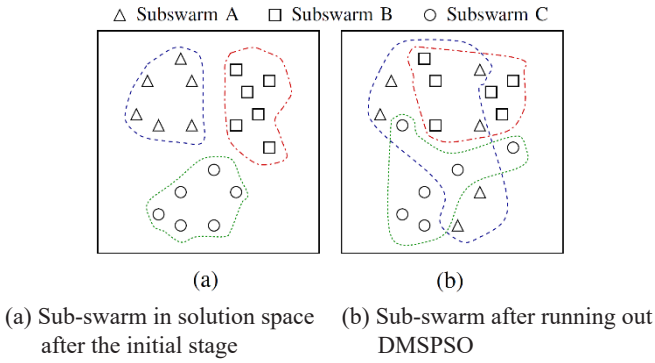 Subswarm A Subswarm B Subswarm C
(a) (b)
(a) Sub-swarm in solution space
after the initial stage
(b) Sub-swarm after running out
DMSPSO